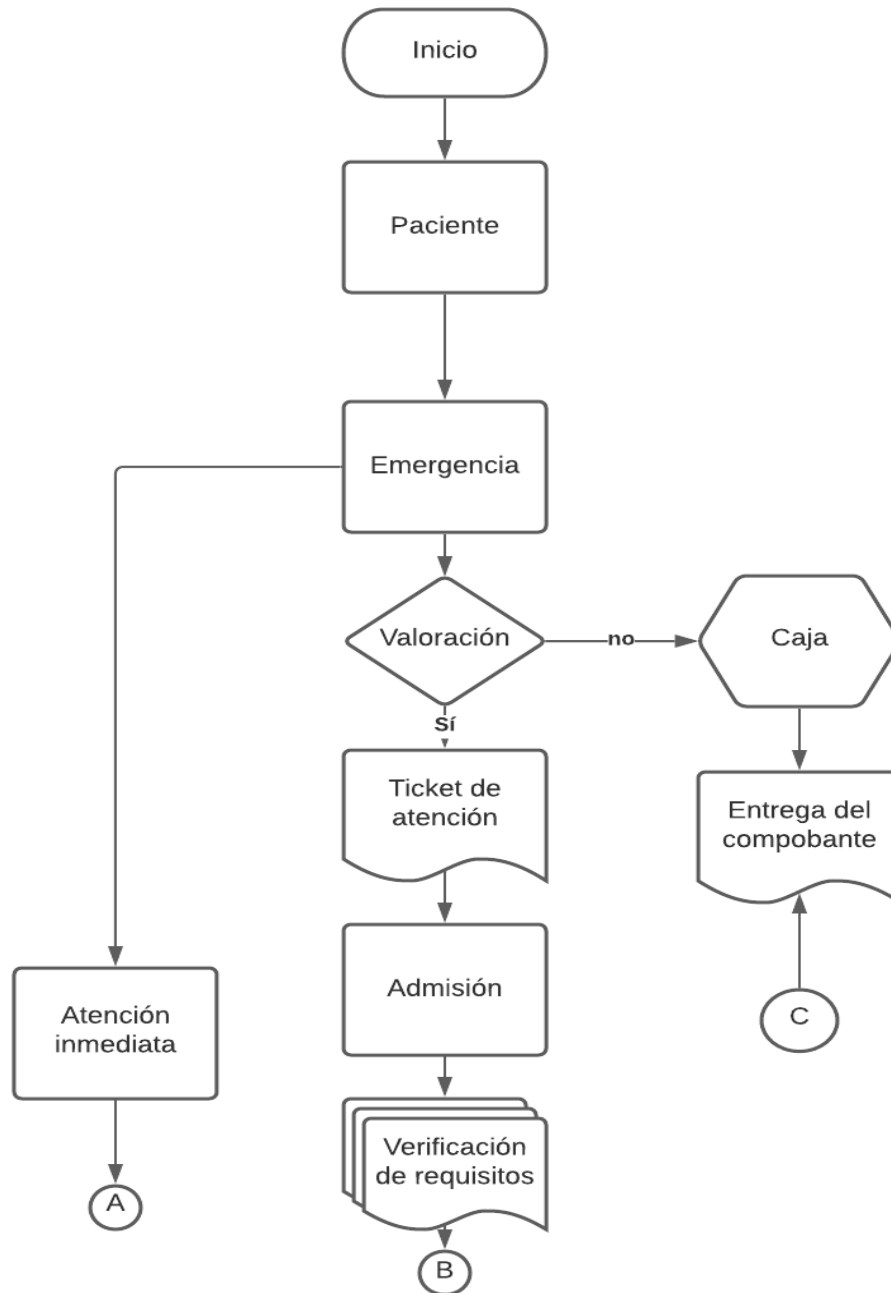 Inicio
Paciente
Emergencia
Valoración
no
Caja
Sí
Ticket de
atención
Entrega del
compobante
Admisión
Atención
inmediata
C
Verificación
de requisitos
A
B